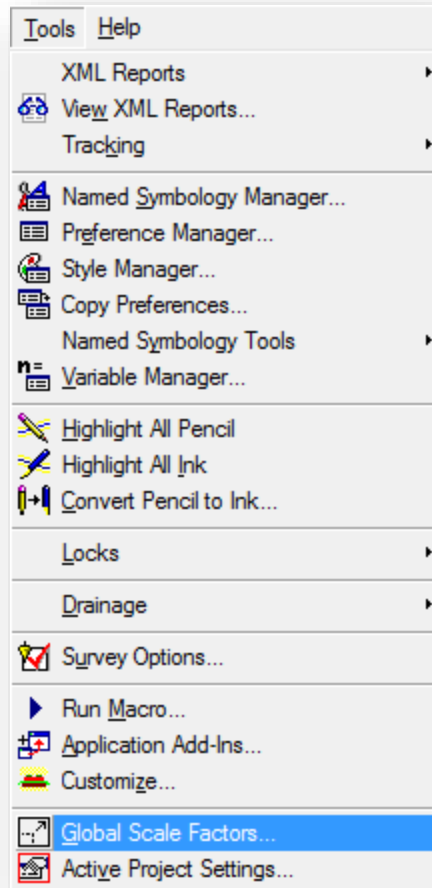 Tools Help
XML Reports
View XML Reports...
Tracking
Named Symbology Manager...
Preference Manager...
Style Manager...
Copy Preferences...
Named Symbology Tools
n=
Variable Manager...
Highlight All Pencil
Highlight All Ink
Convert Pencil to Ink...
Locks
Drainage
Survey Options...
Run Macro...
Application Add-Ins...
Customize...
Global Scale Factors...
Active Project Settings...